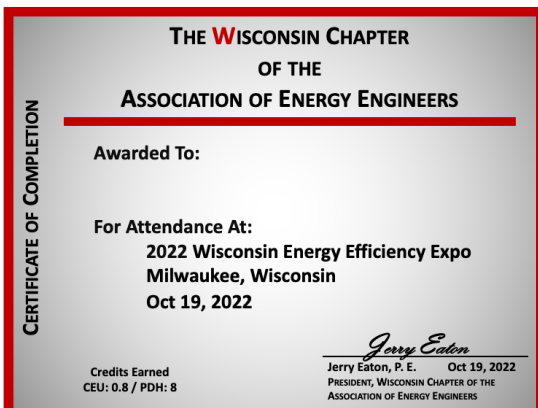 THE WISCONSIN CHAPTER
OF THE
ASSOCIATION OF ENERGY ENGINEERS
CERTIFICATE OF COMPLETION
Awarded To:
For Attendance At:
2022 Wisconsin Energy Efficiency Expo
Milwaukee, Wisconsin
Oct 19, 2022
Jerry Eaton
Credits Earned
CEU: 0.8 / PDH: 8
Jerry Eaton, P. E. Oct 19, 2022
PRESIDENT, WISCONSIN CHAPTER OF THE
ASSOCIATION OF ENERGY ENGINEERS